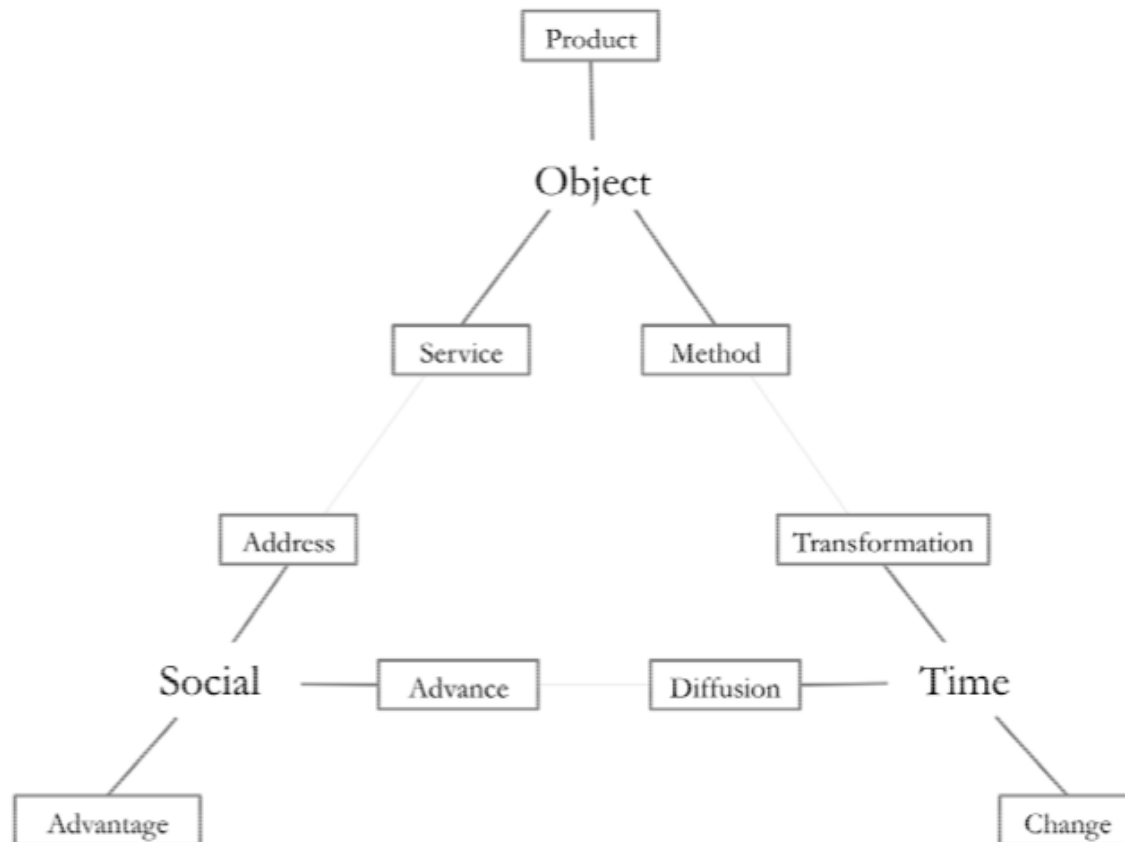 Product
Object
Service
Method
Address
Transformation
Social
Advance
Diffusion
Time
Advantage
Change